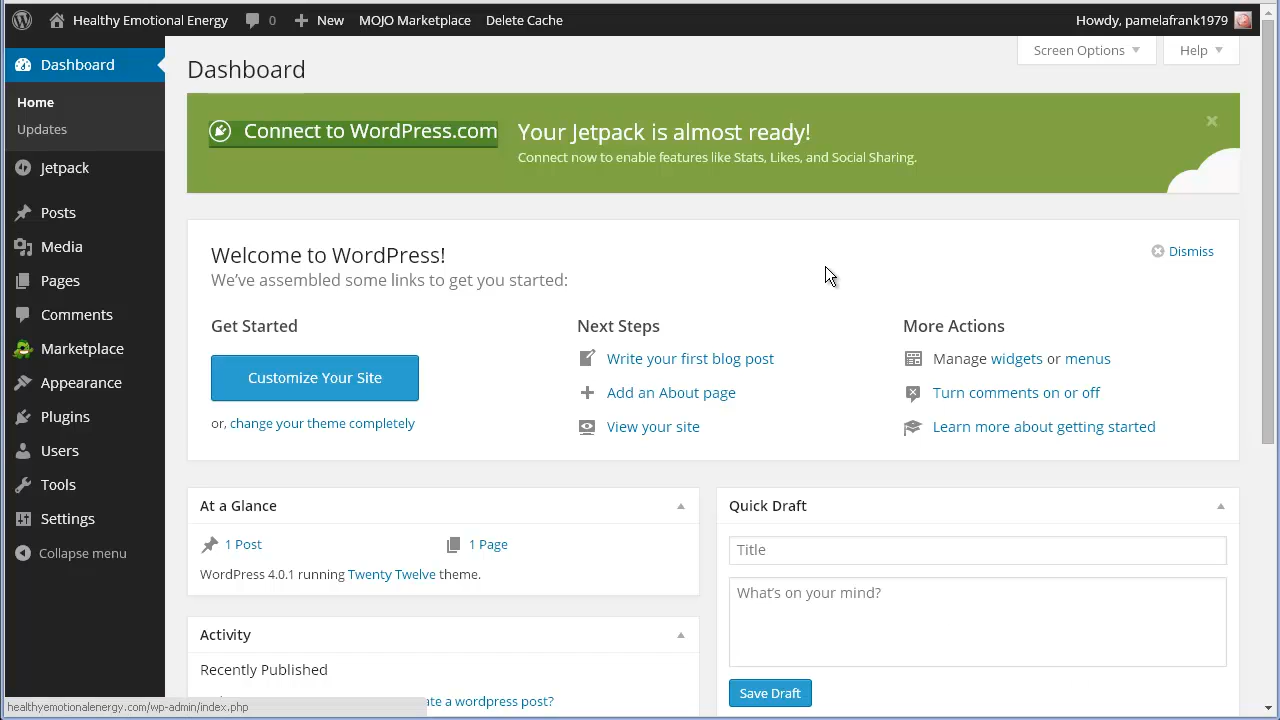 Healthy Emotional Energy 0 New MOJO Marketplace Delete Cache Howdy, pamelafrank1979
Screen Options Help
Dashboard
Home
Updates
Jetpack
Posts
Media
Pages
Comments
Marketplace
Appearance
Plugins
Users
Tools
Settings
Collapse menu
Dashboard
Connect to WordPress.com
Your Jetpack is almost ready!
Connect now to enable features like Stats, Likes, and Social Sharing.
Welcome to WordPress!
Dismiss
We've assembled some links to get you started:
Get Started
Customize Your Site
or, change your theme completely
Next Steps
Write your first blog post
Add an About page
View your site
More Actions
Manage widgets or menus
Turn comments on or off
Learn more about getting started
At a Glance
1 Post 1 Page
WordPress 4.0.1 running Twenty Twelve theme.
Activity
Recently Published
ate a wordpress post?
Quick Draft
Title
What's on your mind?
Save Draft
healthyemotionalenergy.com/wp-admin/index.php